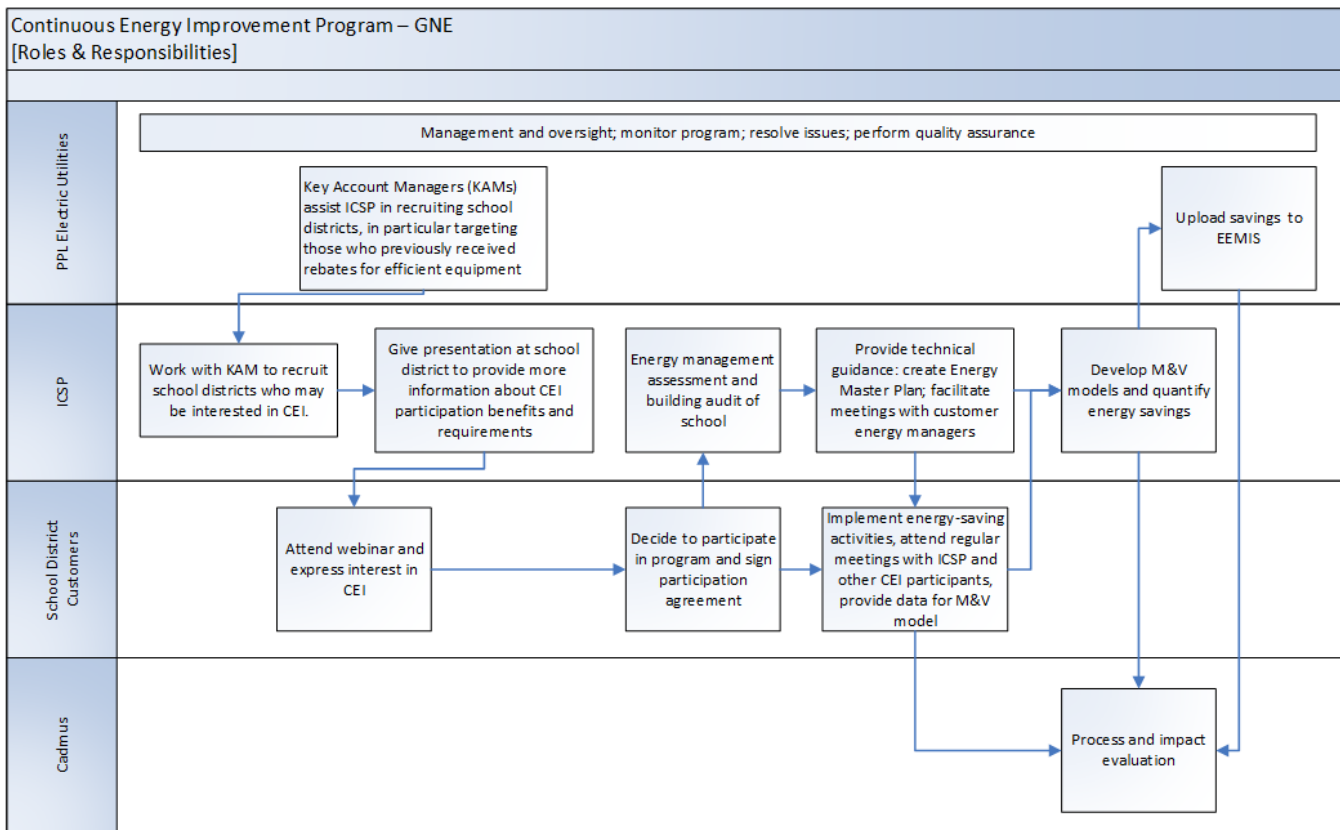 Continuous Energy Improvement Program – GNE
[Roles & Responsibilities]
PPL Electric Utilities
Management and oversight; monitor program; resolve issues; perform quality assurance
Key Account Managers (KAMs)
assist ICSP in recruiting school
districts, in particular targeting
those who previously received
rebates for efficient equipment
Upload savings to
EEMIS
ICSP
Work with KAM to recruit
school districts who may
be interested in CEI.
Give presentation at school
district to provide more
information about CEI
participation benefits and
requirements
Energy management
assessment and
building audit of
school
Provide technical
guidance: create Energy
Master Plan; facilitate
meetings with customer
energy managers
Develop M&V
models and quantify
energy savings
School District
Customers
Attend webinar and
express interest in
CEI
Decide to participate
in program and sign
participation
agreement
Implement energy-saving
activities, attend regular
meetings with ICSP and
other CEI participants,
provide data for M&V
model
Cadmus
Process and impact
evaluation